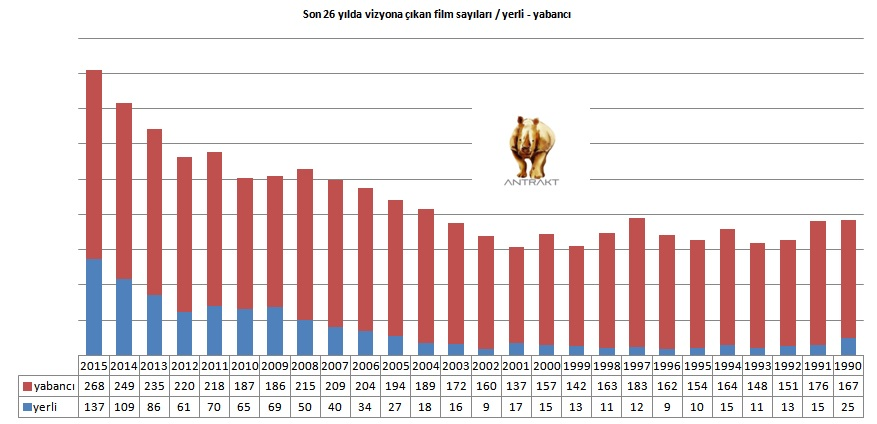 Son 26 yılda vizyona çıkan film sayıları / yerli - yabancı
ANTRAKT
2015 2014 2013 2012 2011 2010 2009 2008 2007 2006 2005 2004 2003 2002 2001 2000 1999 1998 1997 1996 1995 1994 1993 1992 1991 1990
yabancı 268 249 235 220 218 187 186 215 209 204 194 189 172 160 137 157 142 163 183 162 154 164 148 151 176 167
yerli 137 109 86 61 70 65 69 50 40 34 27 18 16 9 17 15 13 11 12 9 10 15 11 13 15 25